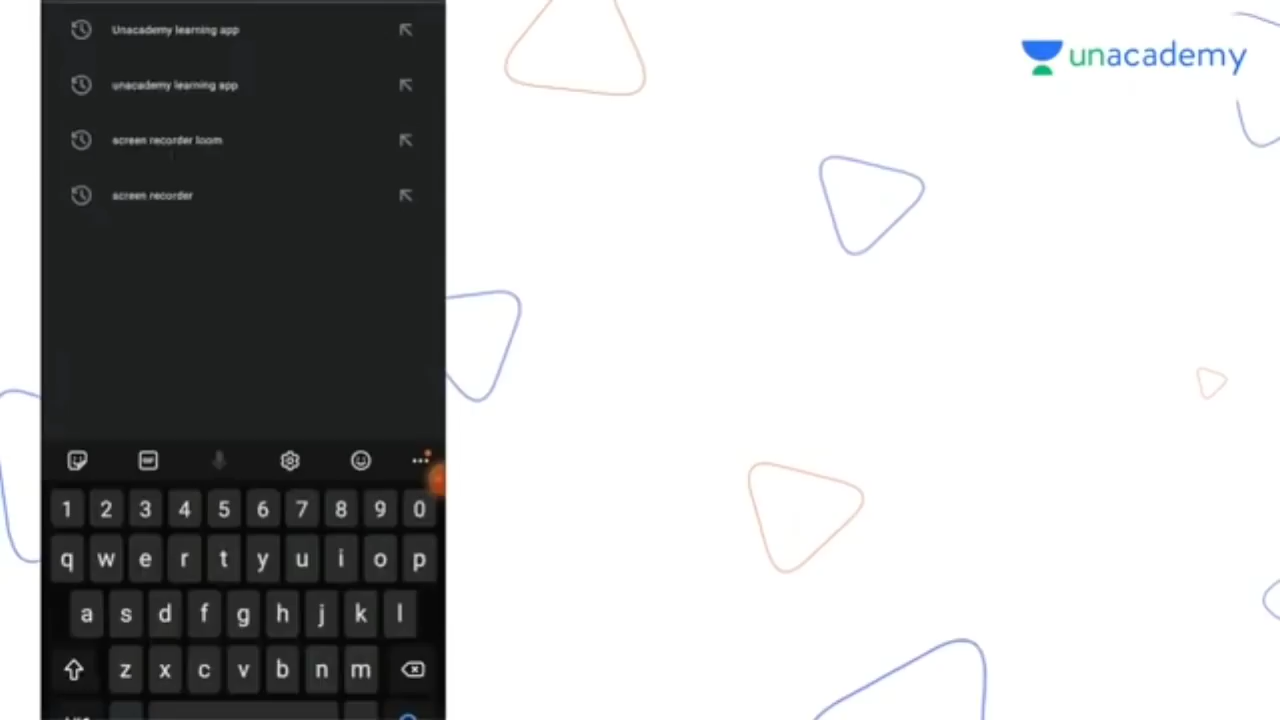 Unacademy learning app
unacademy learning app
screen recorder loom
screen recorder
unacademy
GIF
1 2 3 4 5 6 7 8 9 0
q w e r t y u i o p
a s d f g h j k l
z x c v b n m